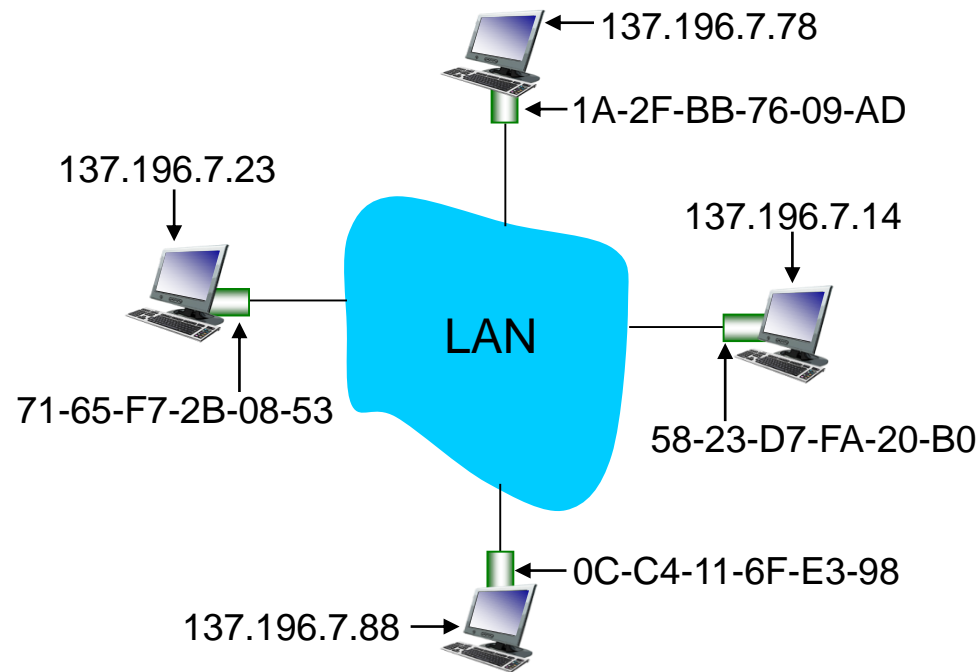 137.196.7.78
1A-2F-BB-76-09-AD
137.196.7.23
137.196.7.14
LAN
71-65-F7-2B-08-53
58-23-D7-FA-20-B0
0C-C4-11-6F-E3-98
137.196.7.88